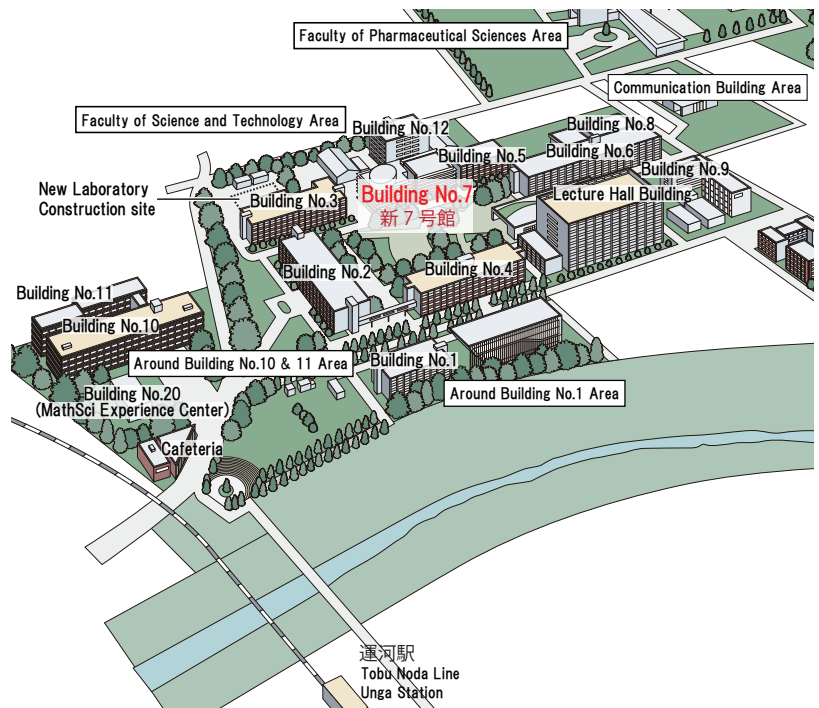 Faculty of Pharmaceutical Sciences Area
Communication Building Area
Faculty of Science and Technology Area
Building No.12
Building No.8
Building No.5
Building No.6
Building No.9
New Laboratory
Construction site
Building No.3
Building No.7
新7号館
Lecture Hall Building
Building No.2
Building No.4
Building No.11
Building No.10
Around Building No.10 & 11 Area
Building No.1
Building No.20
(MathSci Experience Center)
Around Building No.1 Area
Cafeteria
運河駅
Tobu Noda Line
Unga Station